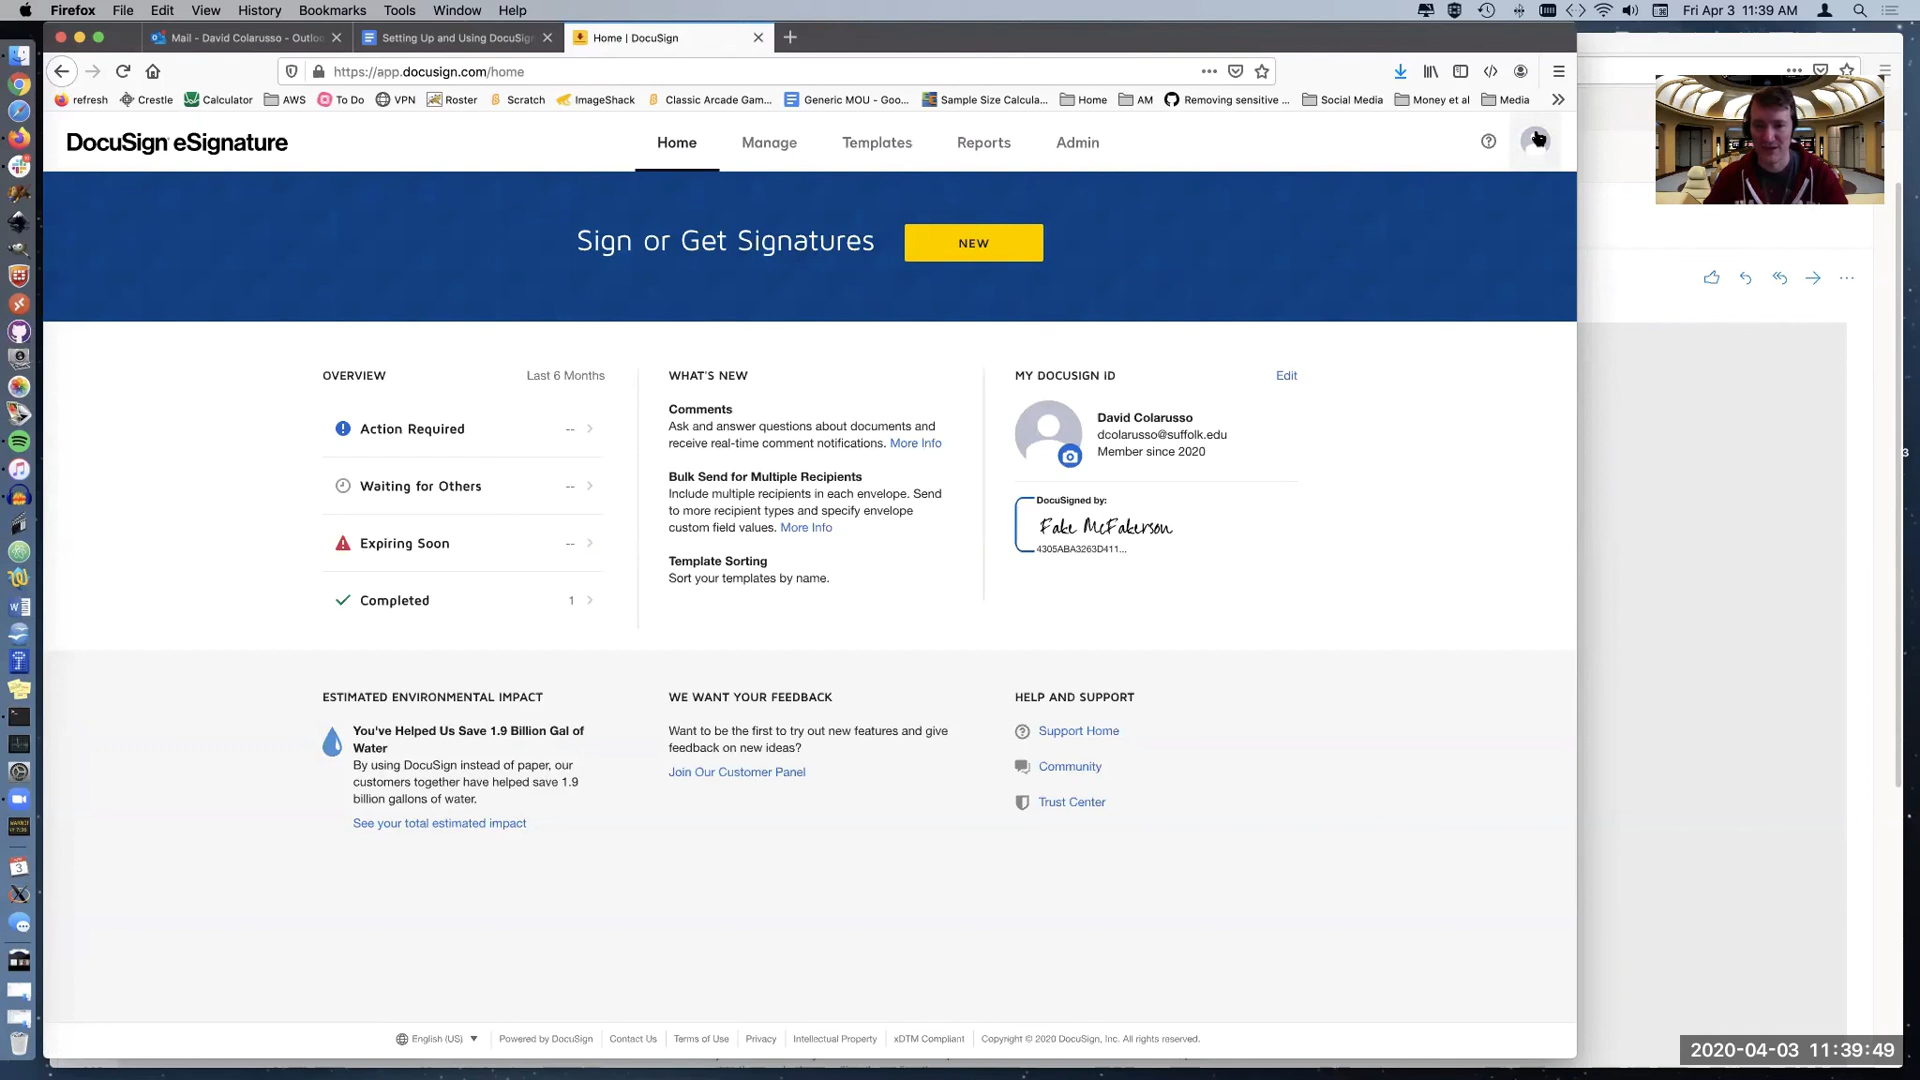 Firefox File Edit View History Bookmarks Tools Window Help
Fri Apr 3 11:39 AM
Mail - David Colarusso - Outloo
Setting Up and Using DocuSign
Home | DocuSign
https://app.docusign.com/home
refresh Crestle Calculator AWS To Do VPN Roster Scratch ImageShack Classic Arcade Gam... Generic MOU - Goo... Sample Size Calcula... Home AM Removing sensitive ... Social Media Money et al Media
DocuSign eSignature
Home Manage Templates Reports Admin
Sign or Get Signatures
NEW
OVERVIEW
Last 6 Months
Action Required --
Waiting for Others --
Expiring Soon --
Completed 1
WHAT'S NEW
Comments
Ask and answer questions about documents and
receive real-time comment notifications. More Info
Bulk Send for Multiple Recipients
Include multiple recipients in each envelope. Send
to more recipient types and specify envelope
custom field values. More Info
Template Sorting
Sort your templates by name.
MY DOCUSIGN ID
Edit
David Colarusso
dcolarusso@suffolk.edu
Member since 2020
DocuSigned by:
Fake McFakerson
4305ABA3263D411...
ESTIMATED ENVIRONMENTAL IMPACT
You've Helped Us Save 1.9 Billion Gal of
Water
By using DocuSign instead of paper, our
customers together have helped save 1.9
billion gallons of water.
See your total estimated impact
WE WANT YOUR FEEDBACK
Want to be the first to try out new features and give
feedback on new ideas?
Join Our Customer Panel
HELP AND SUPPORT
Support Home
Community
Trust Center
English (US) Powered by DocuSign Contact Us Terms of Use Privacy Intellectual Property xDTM Compliant Copyright © 2020 DocuSign, Inc. All rights reserved.
2020-04-03 11:39:49